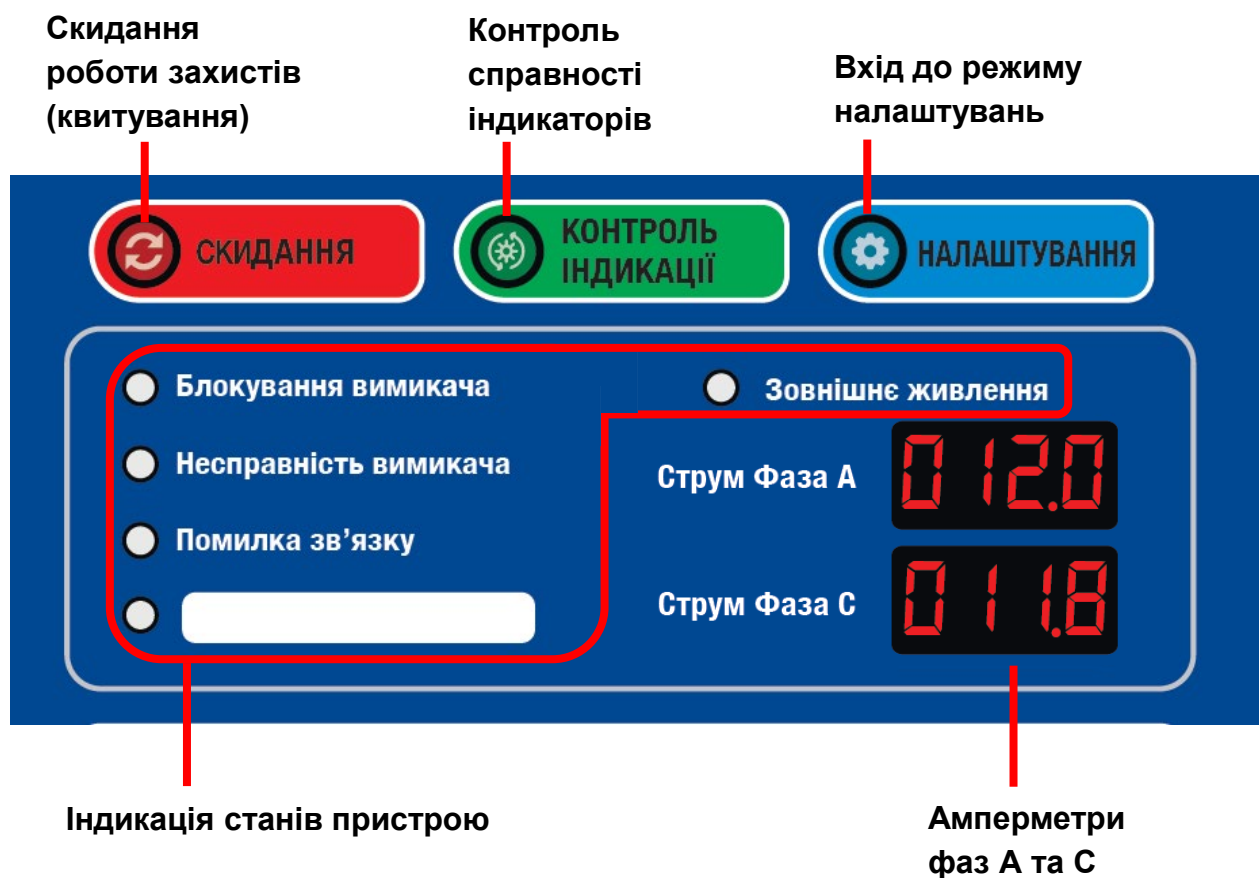 Скидання
роботи захистів
(квитування)
Контроль
справності
індикаторів
Вхід до режиму
налаштувань
СКИДАННЯ
КОНТРОЛЬ
ІНДИКАЦІЇ
НАЛАШТУВАННЯ
Блокування вимикача
Зовнішнє живлення
Несправність вимикача
Струм Фаза А
012.0
Помилка зв’язку
Струм Фаза С
011.8
Індикація станів пристрою
Амперметри
фаз А та С